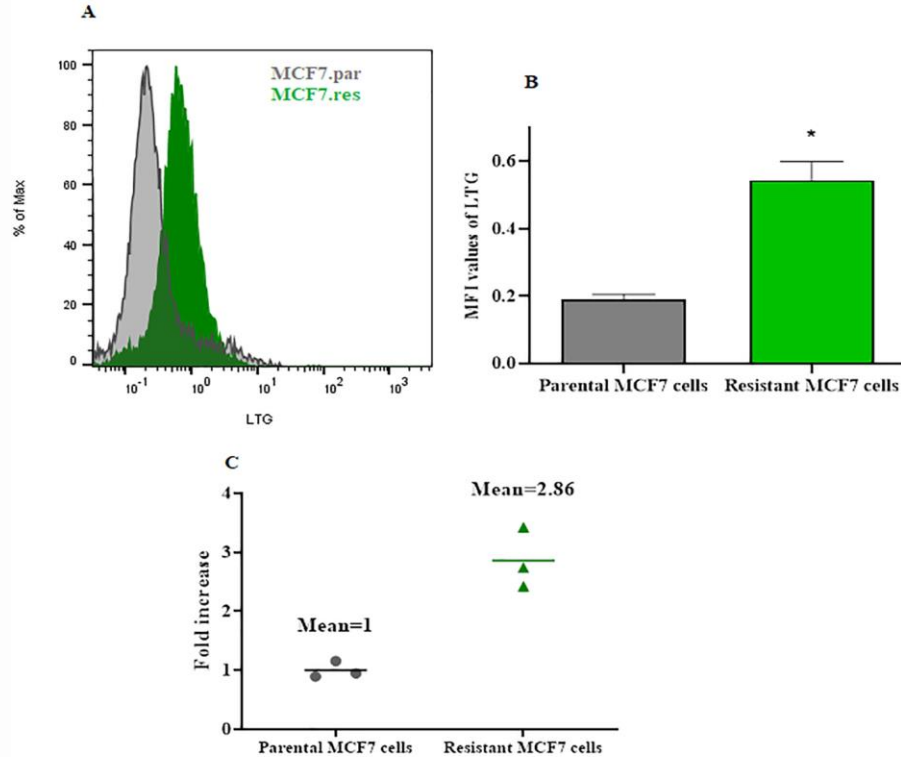 A
MCF7.par
MCF7.res
100
80
60
40
20
0
% of Max
10-1
100
101
102
103
LTG
B
*
0.6
0.4
0.2
0.0
MFI values of LTG
Parental MCF7 cells
Resistant MCF7 cells
C
Mean=2.86
Mean=1
4
3
2
1
0
Fold increase
Parental MCF7 cells
Resistant MCF7 cells